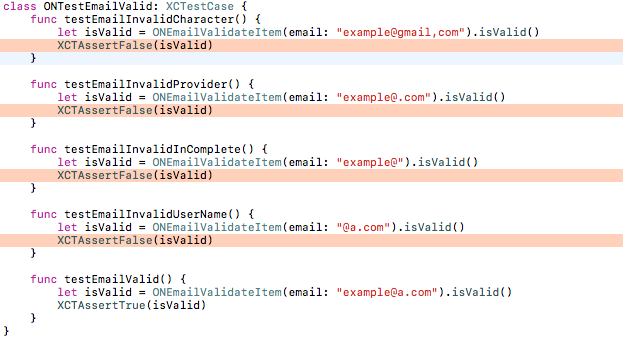 class ONTestEmailValid: XCTestCase {
    func testEmailInvalidCharacter() {
        let isValid = ONEmailValidateItem(email: "example@gmail,com").isValid()
        XCTAssertFalse(isValid)
    }

    func testEmailInvalidProvider() {
        let isValid = ONEmailValidateItem(email: "example@.com").isValid()
        XCTAssertFalse(isValid)
    }

    func testEmailInvalidInComplete() {
        let isValid = ONEmailValidateItem(email: "example@").isValid()
        XCTAssertFalse(isValid)
    }

    func testEmailInvalidUserName() {
        let isValid = ONEmailValidateItem(email: "@a.com").isValid()
        XCTAssertFalse(isValid)
    }

    func testEmailValid() {
        let isValid = ONEmailValidateItem(email: "example@a.com").isValid()
        XCTAssertTrue(isValid)
    }
}